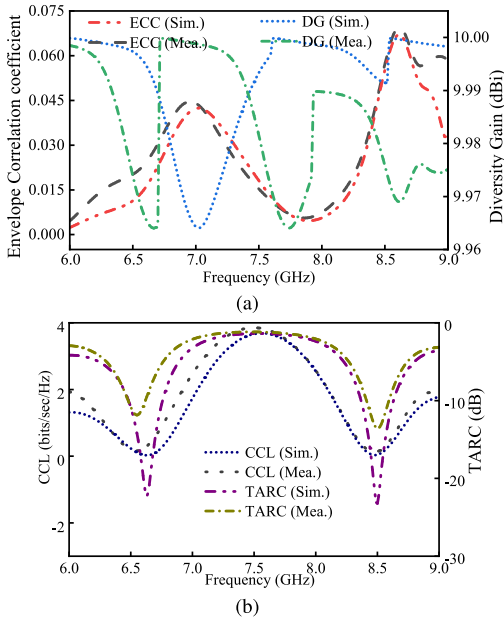 ECC (Sim.) DG (Sim.)
ECC (Mea.) DG (Mea.)
Envelope Correlation coefficient
0.075
0.060
0.045
0.030
0.015
0.000
10.00
9.99
9.98
9.97
9.96
Diversity Gain (dBi)
6.0 6.5 7.0 7.5 8.0 8.5 9.0
Frequency (GHz)
(a)
CCL (bits/sec/Hz)
4
2
0
-2
0
-10
-20
-30
TARC (dB)
CCL (Sim.)
CCL (Mea.)
TARC (Sim.)
TARC (Mea.)
6.0 6.5 7.0 7.5 8.0 8.5 9.0
Frequency (GHz)
(b)